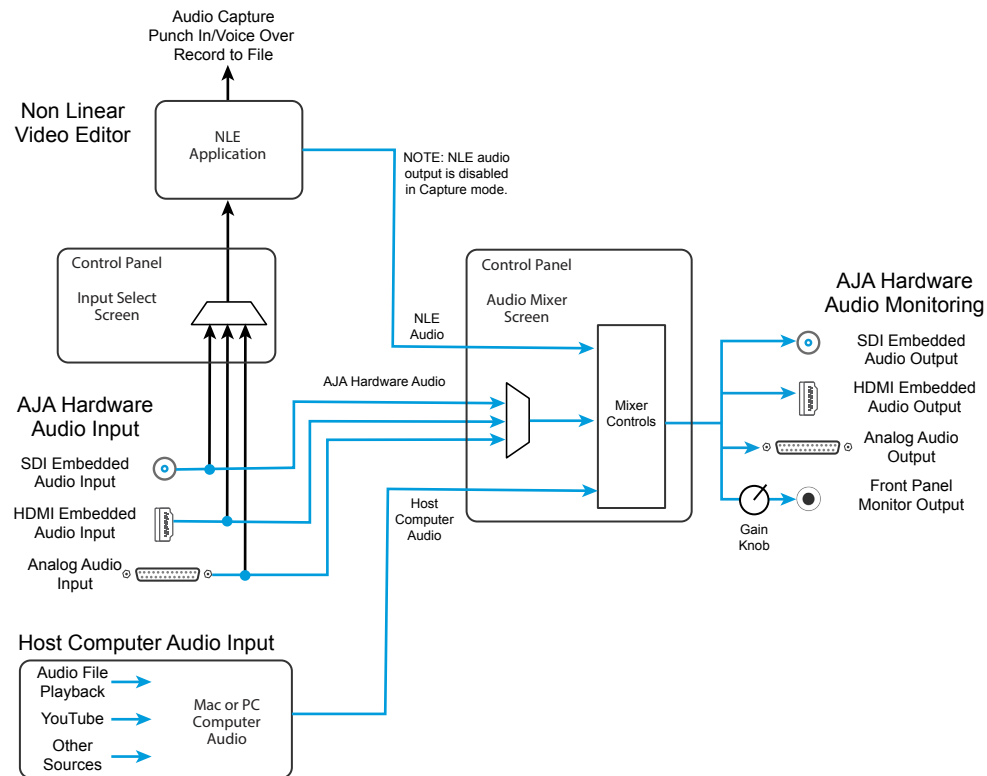 Audio Capture
Punch In/Voice Over
Record to File
Non Linear
Video Editor
NLE
Application
NOTE: NLE audio
output is disabled
in Capture mode.
Control Panel
Input Select
Screen
Control Panel
Audio Mixer
Screen
NLE
Audio
AJA Hardware Audio
Mixer
Controls
Host
Computer
Audio
AJA Hardware
Audio Monitoring
SDI Embedded
Audio Output
HDMI Embedded
Audio Output
Analog Audio
Output
Front Panel
Monitor Output
Gain
Knob
AJA Hardware
Audio Input
SDI Embedded
Audio Input
HDMI Embedded
Audio Input
Analog Audio
Input
Host Computer Audio Input
Audio File
Playback
YouTube
Other
Sources
Mac or PC
Computer
Audio